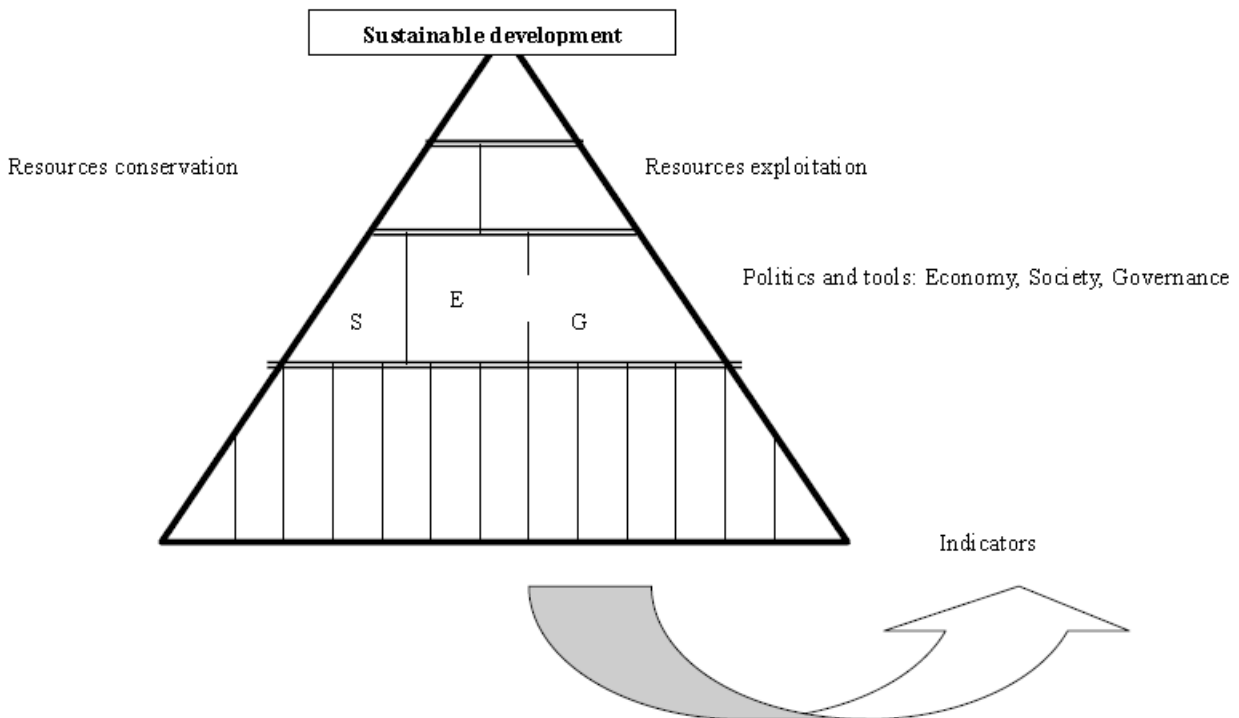 Sustainable development
Resources conservation
Resources exploitation
Politics and tools: Economy, Society, Governance
S
E
G
Indicators